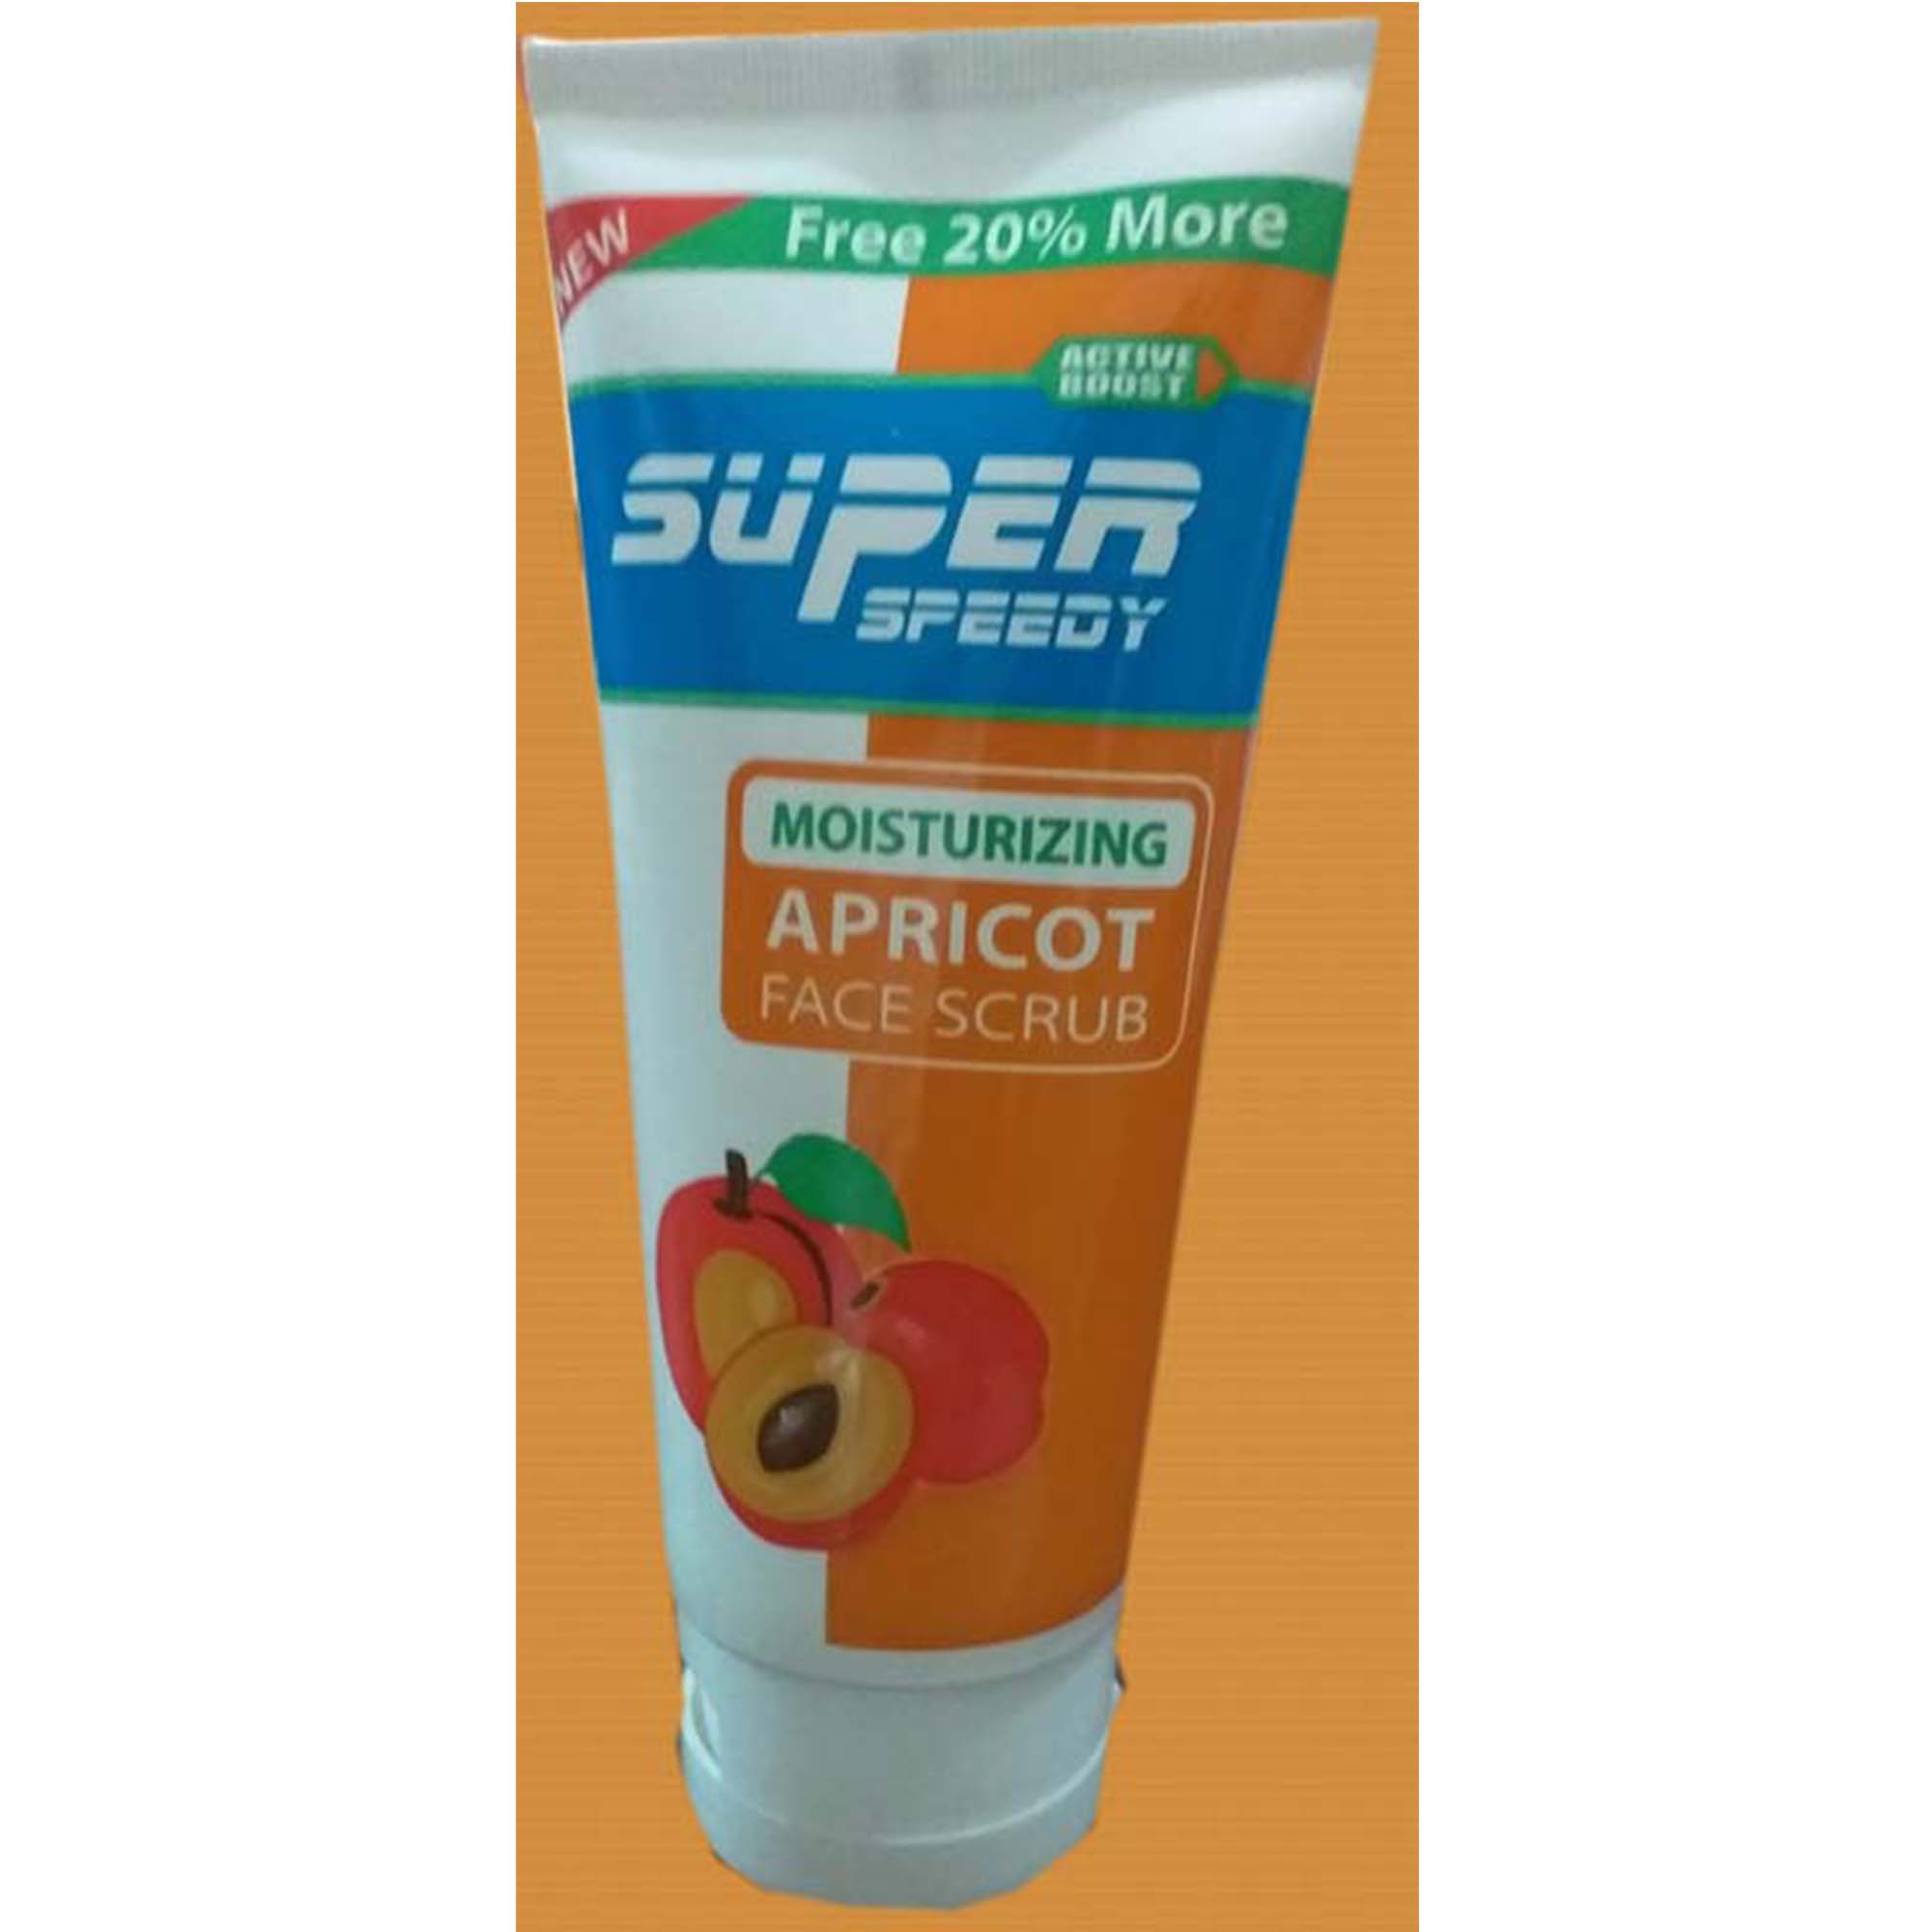 NEW
Free 20% More
ACTIVE
BOOST
SUPER
SPEEDY
MOISTURIZING
APRICOT
FACE SCRUB